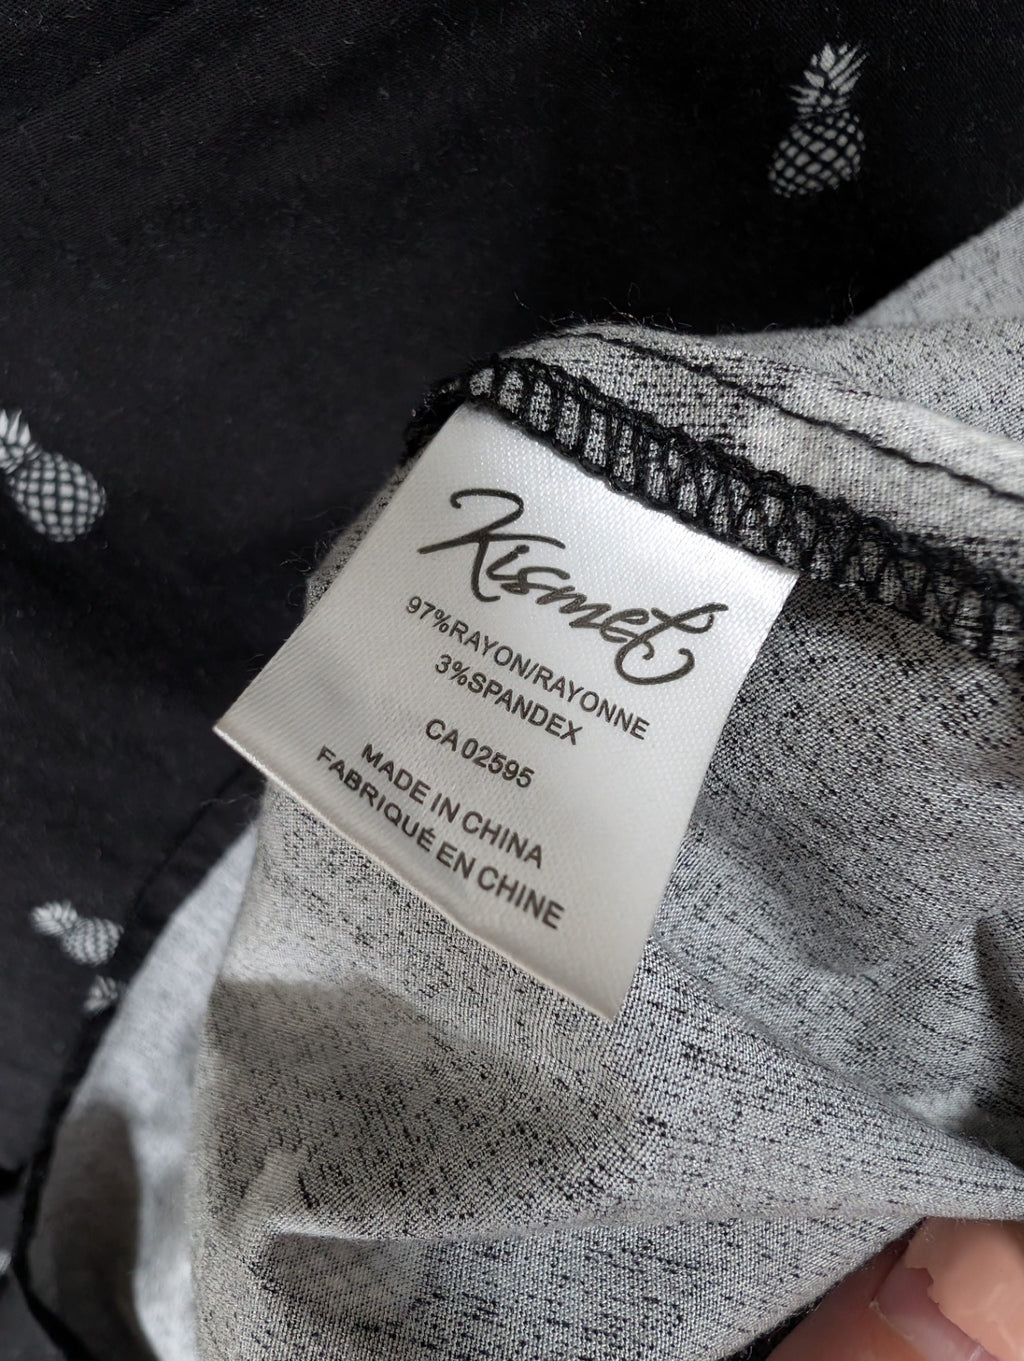 Kismet
97%RAYON/RAYONNE
3%SPANDEX
CA 02595
MADE IN CHINA
FABRIQUÉ EN CHINE